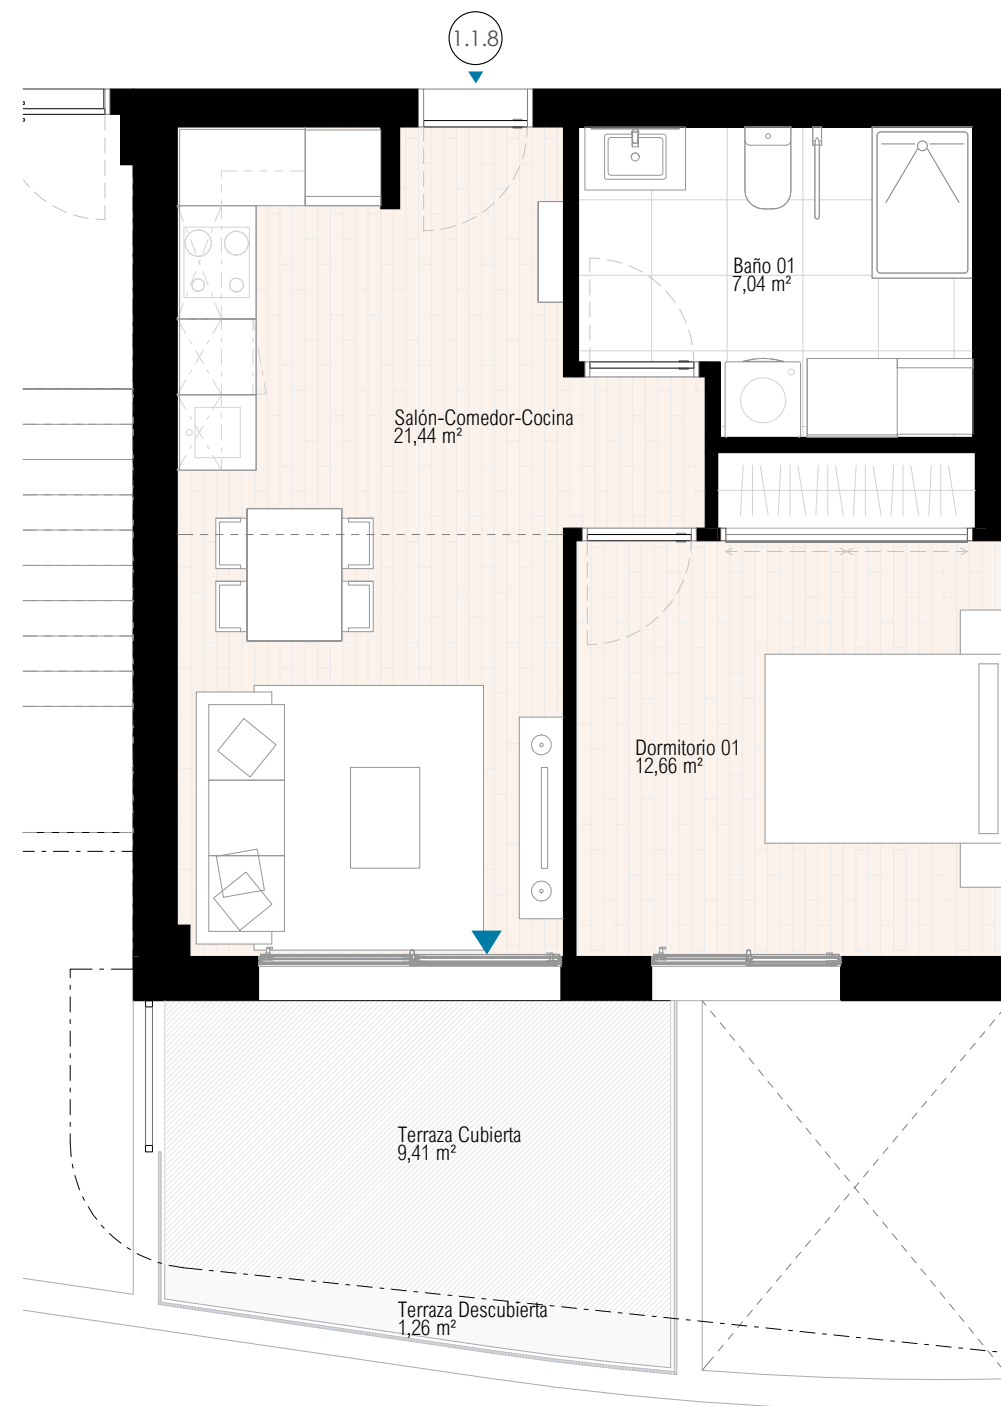 1.1.8
Baño 01
7,04 m²
Salón-Comedor-Cocina
21,44 m²
Dormitorio 01
12,66 m²
Terraza Cubierta
9,41 m²
Terraza Descubierta
1,26 m²